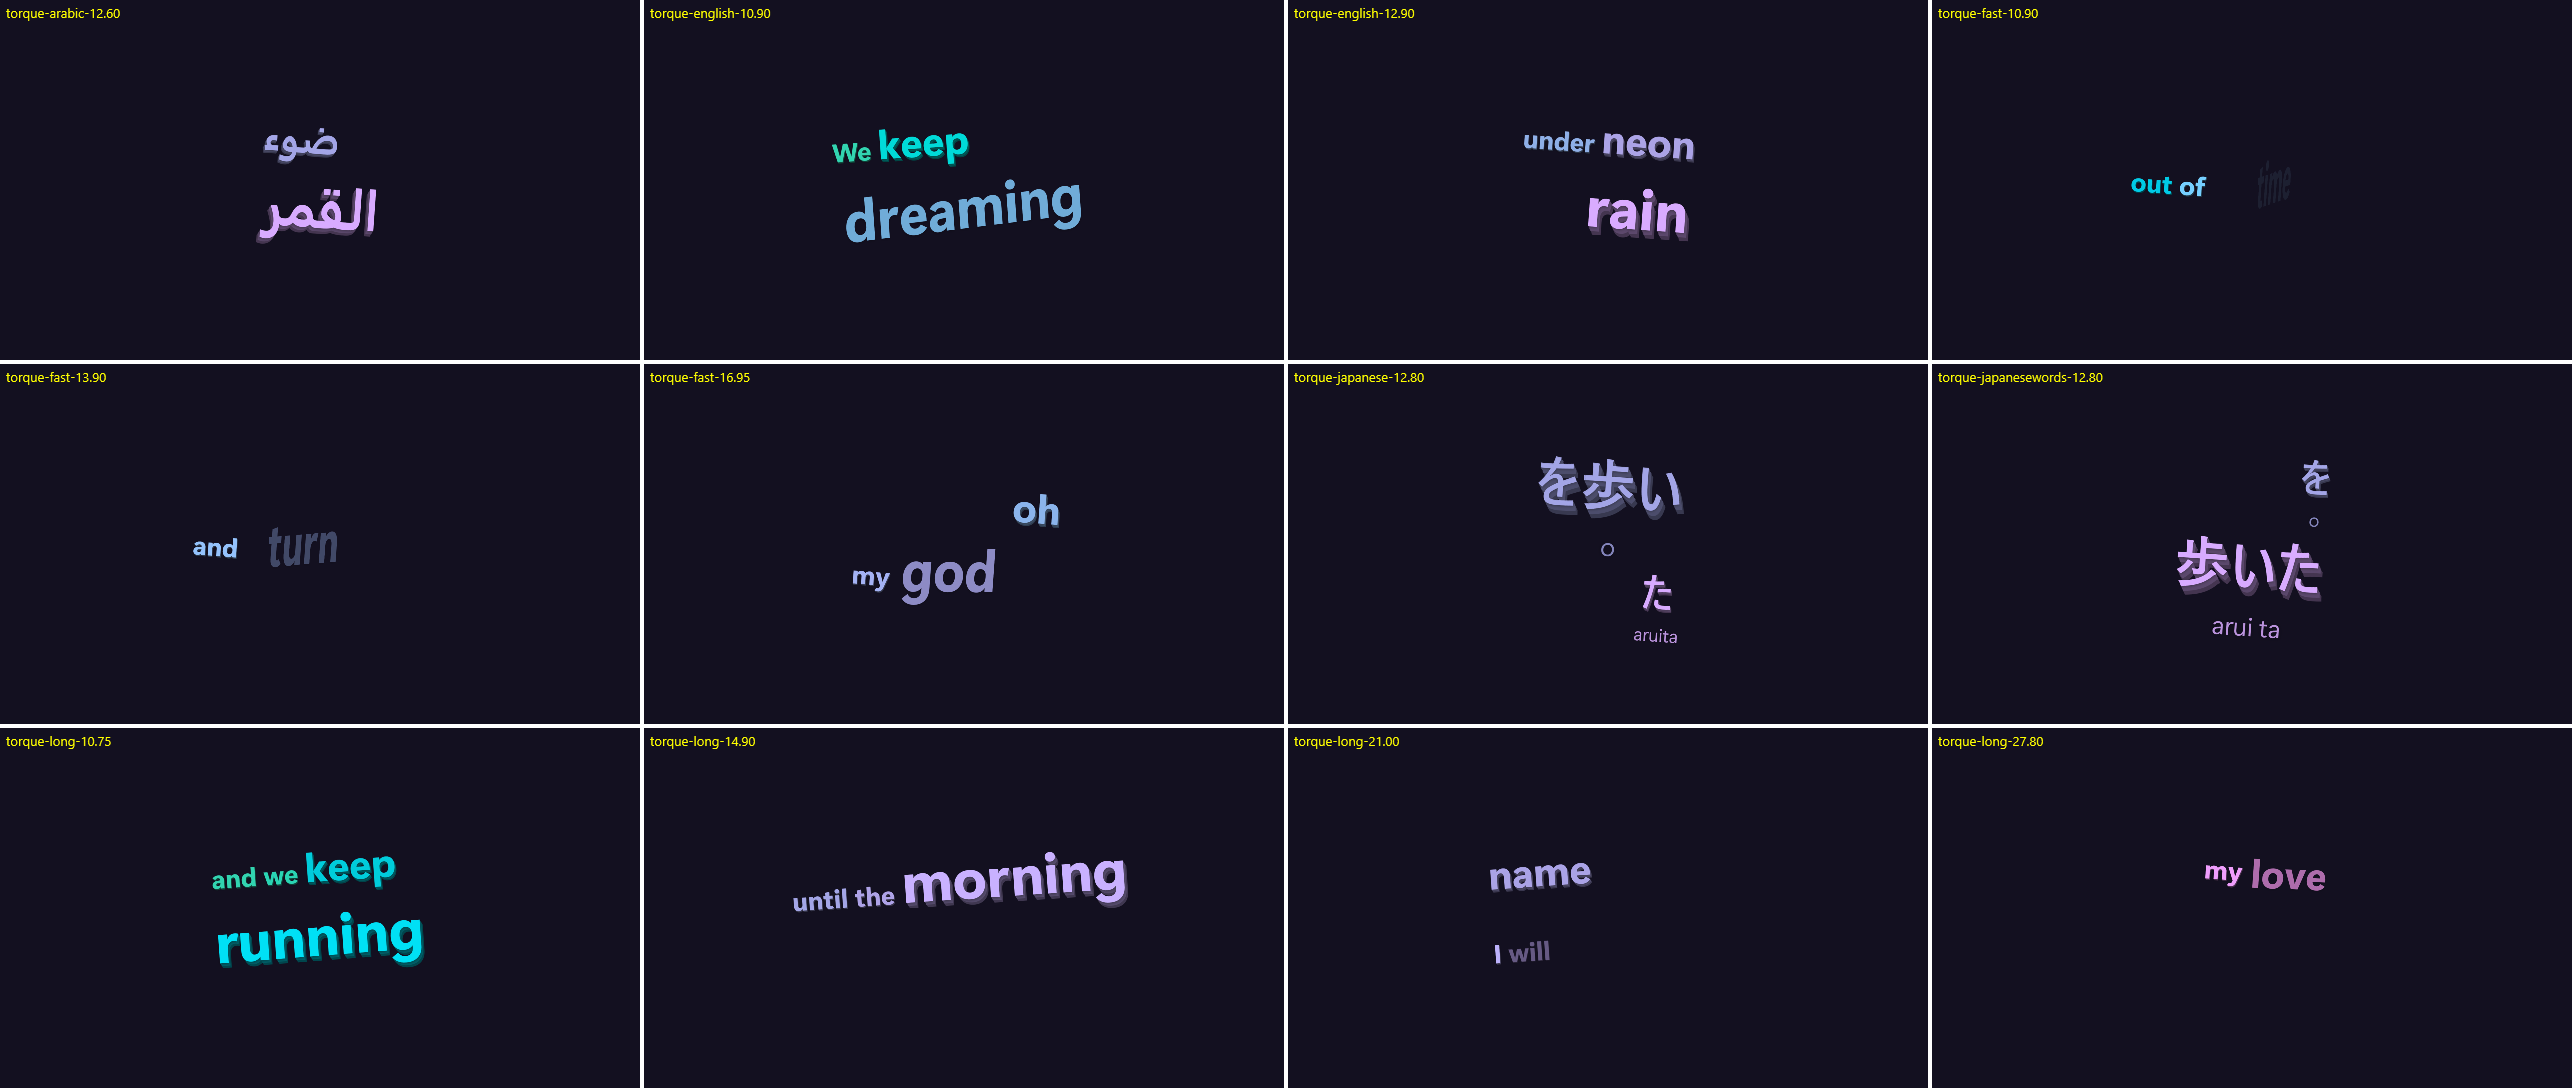 torque-arabic-12.60
ضوء
القمر
torque-english-10.90
We keep
dreaming
torque-english-12.90
under neon
rain
torque-fast-10.90
out of time
torque-fast-13.90
and turn
torque-fast-16.95
oh
my god
torque-japanese-12.80
を歩い
。
た
aruita
torque-japanesewords-12.80
を
。
歩いた
arui ta
torque-long-10.75
and we keep
running
torque-long-14.90
until the morning
torque-long-21.00
name
I will
torque-long-27.80
my love